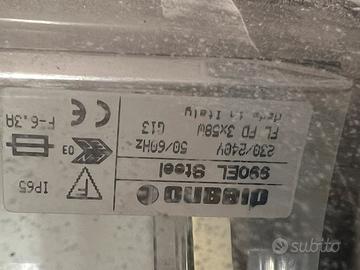 disano
990EL Steel
230/240V 50/60Hz
FL FD 3x58W G13
Made in Italy
F
IP65
03
F-6.3A
CE
subito